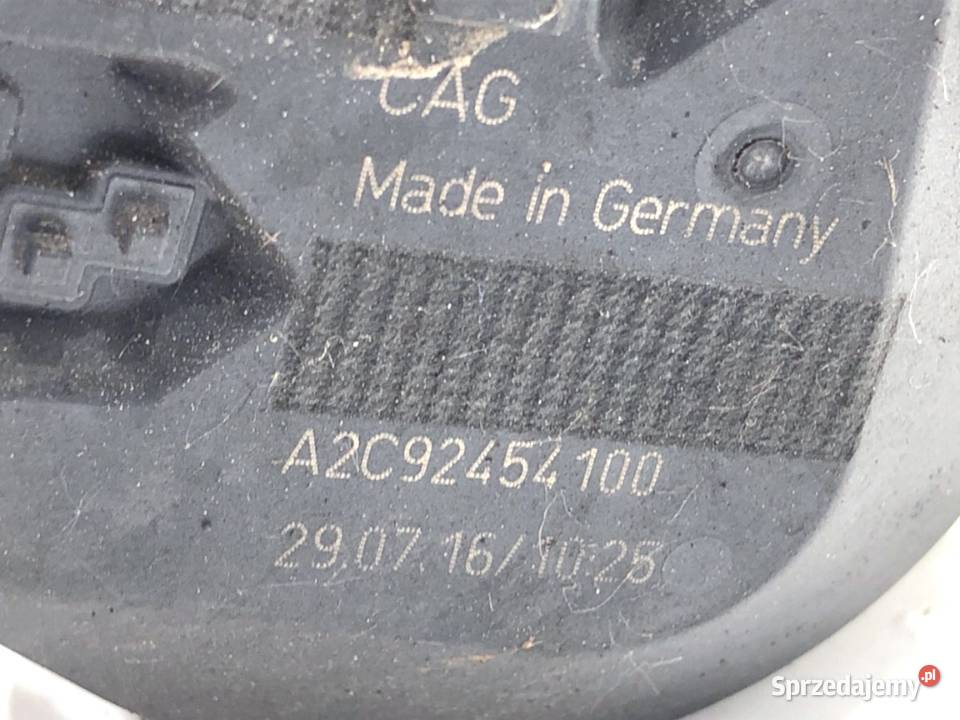 CAG
Made in Germany
A2C92454100
29.07.16/10:25
Sprzedajemy.pl